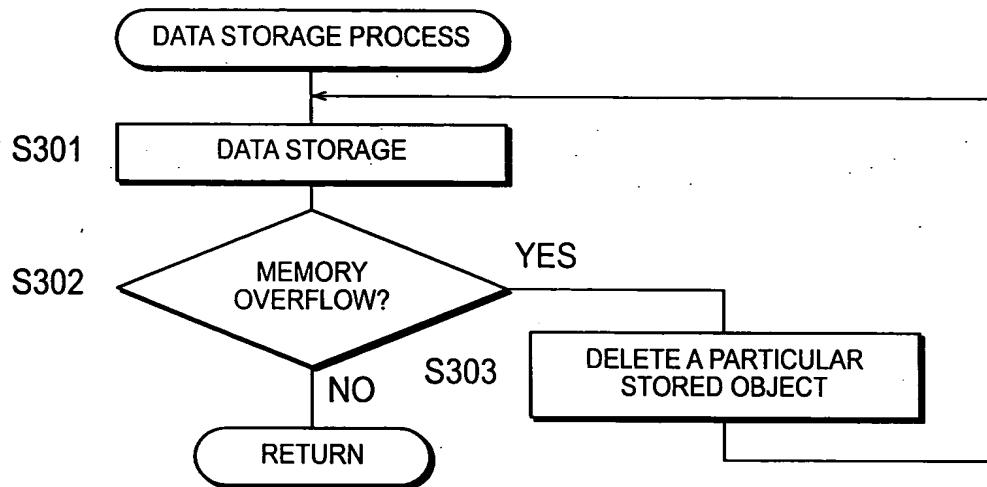 DATA STORAGE PROCESS
S301
DATA STORAGE
S302
MEMORY
OVERFLOW?
YES
S303
DELETE A PARTICULAR
STORED OBJECT
NO
RETURN